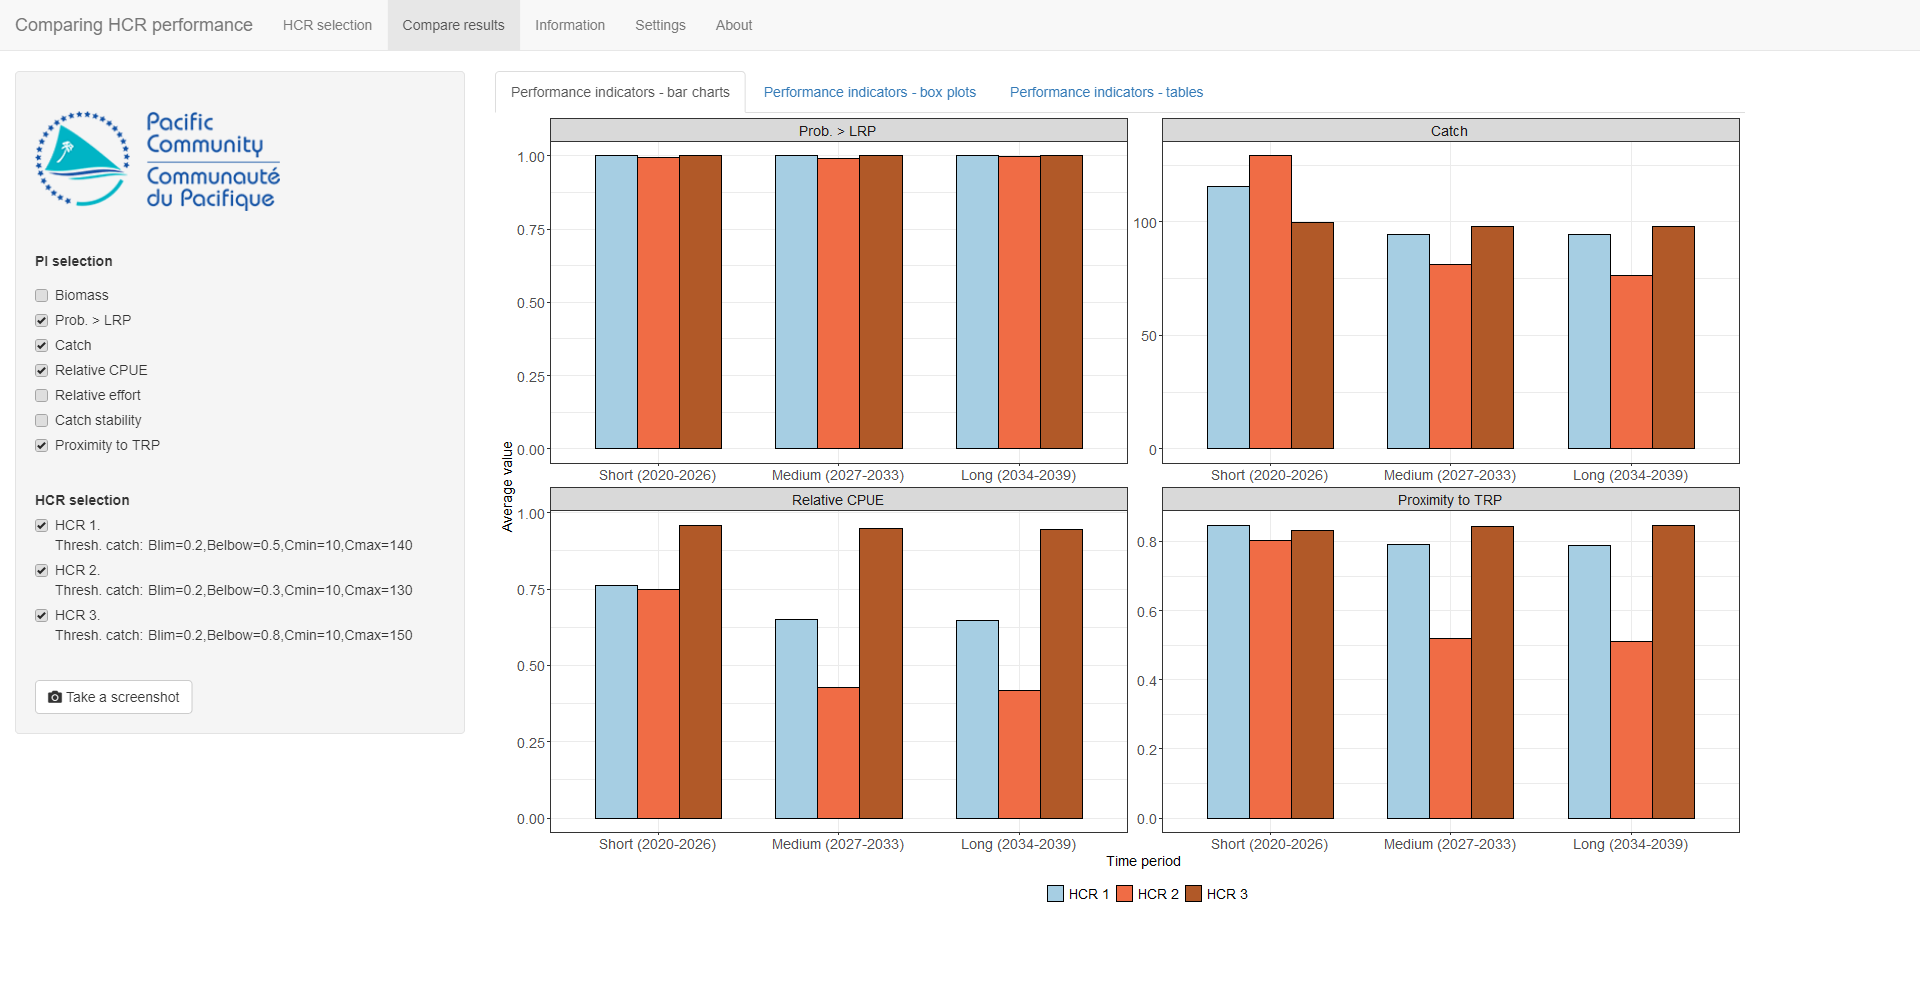 Comparing HCR performance
HCR selection
Compare results
Information
Settings
About
Pacific
Community
Communauté
du Pacifique
PI selection
Biomass
Prob. > LRP
Catch
Relative CPUE
Relative effort
Catch stability
Proximity to TRP
HCR selection
HCR 1.
Thresh. catch: Blim=0.2,Belbow=0.5,Cmin=10,Cmax=140
HCR 2.
Thresh. catch: Blim=0.2,Belbow=0.3,Cmin=10,Cmax=130
HCR 3.
Thresh. catch: Blim=0.2,Belbow=0.8,Cmin=10,Cmax=150
Take a screenshot
Performance indicators - bar charts
Performance indicators - box plots
Performance indicators - tables
Average value
Prob. > LRP
1.00
0.75
0.50
0.25
0.00
Short (2020-2026)
Medium (2027-2033)
Long (2034-2039)
Catch
100
50
0
Short (2020-2026)
Medium (2027-2033)
Long (2034-2039)
Relative CPUE
1.00
0.75
0.50
0.25
0.00
Short (2020-2026)
Medium (2027-2033)
Long (2034-2039)
Proximity to TRP
0.8
0.6
0.4
0.2
0.0
Short (2020-2026)
Medium (2027-2033)
Long (2034-2039)
Time period
HCR 1
HCR 2
HCR 3